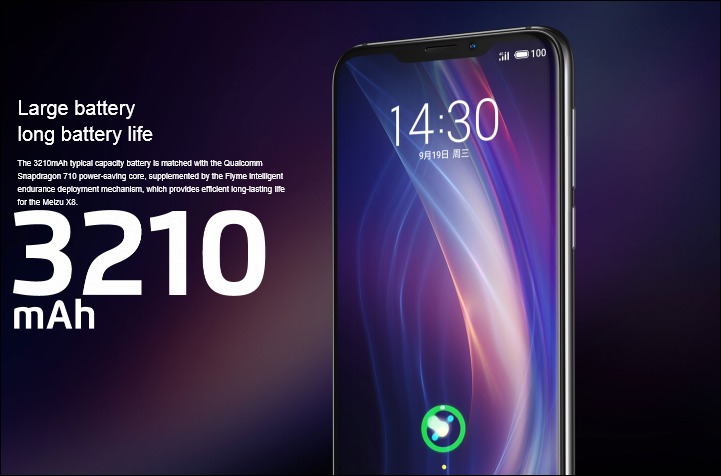 Large battery
long battery life
The 3210mAh typical capacity battery is matched with the Qualcomm
Snapdragon 710 power-saving core, supplemented by the Flyme Intelligent
endurance deployment mechanism, which provides efficient long-lasting life
for the Meizu X8.
3210
mAh
100
14:30
9月19日 周三